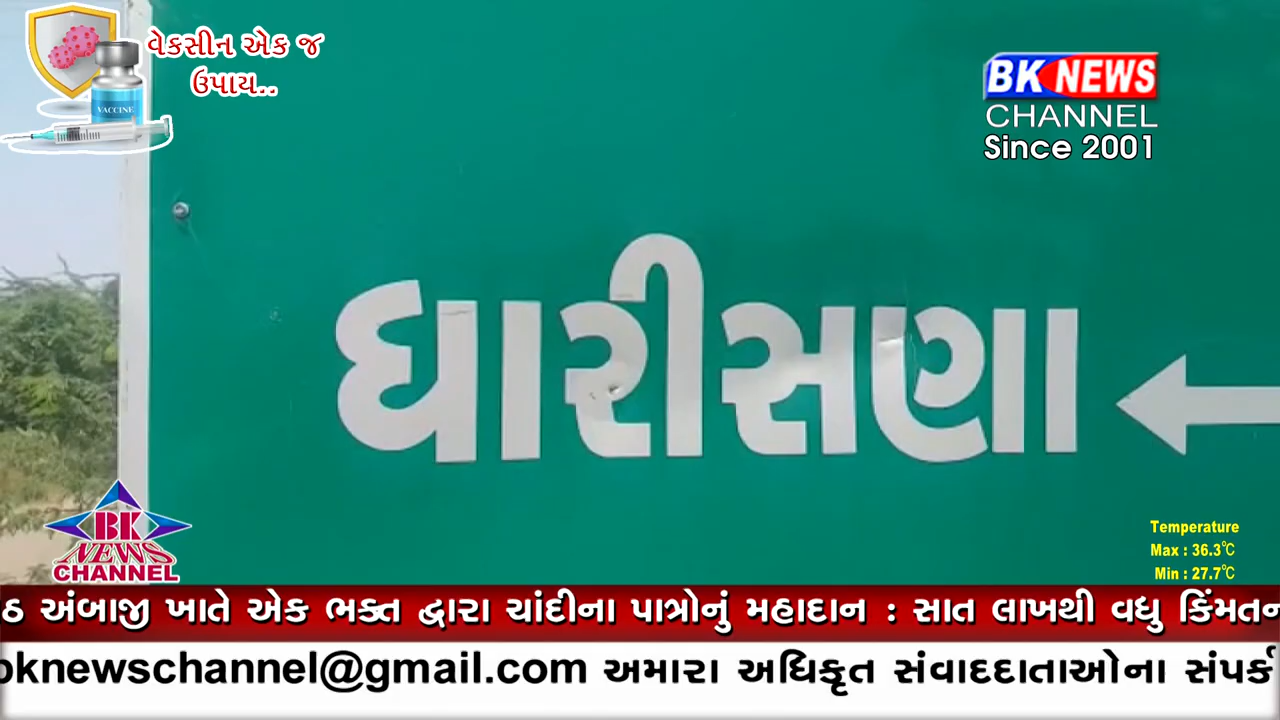 વેકસીન એક જ
ઉપાય..
VACCINE
BK NEWS
CHANNEL
Since 2001
ધારીસણા
BK
NEWS
CHANNEL
Temperature
Max : 36.3℃
Min : 27.7℃
ઠ અંબાજી ખાતે એક ભક્ત દ્વારા ચાંદીના પાત્રોનું મહાદાન : સાત લાખથી વધુ કિંમતન
bknewschannel@gmail.com અમારા અધિકૃત સંવાદદાતાઓના સંપર્ક